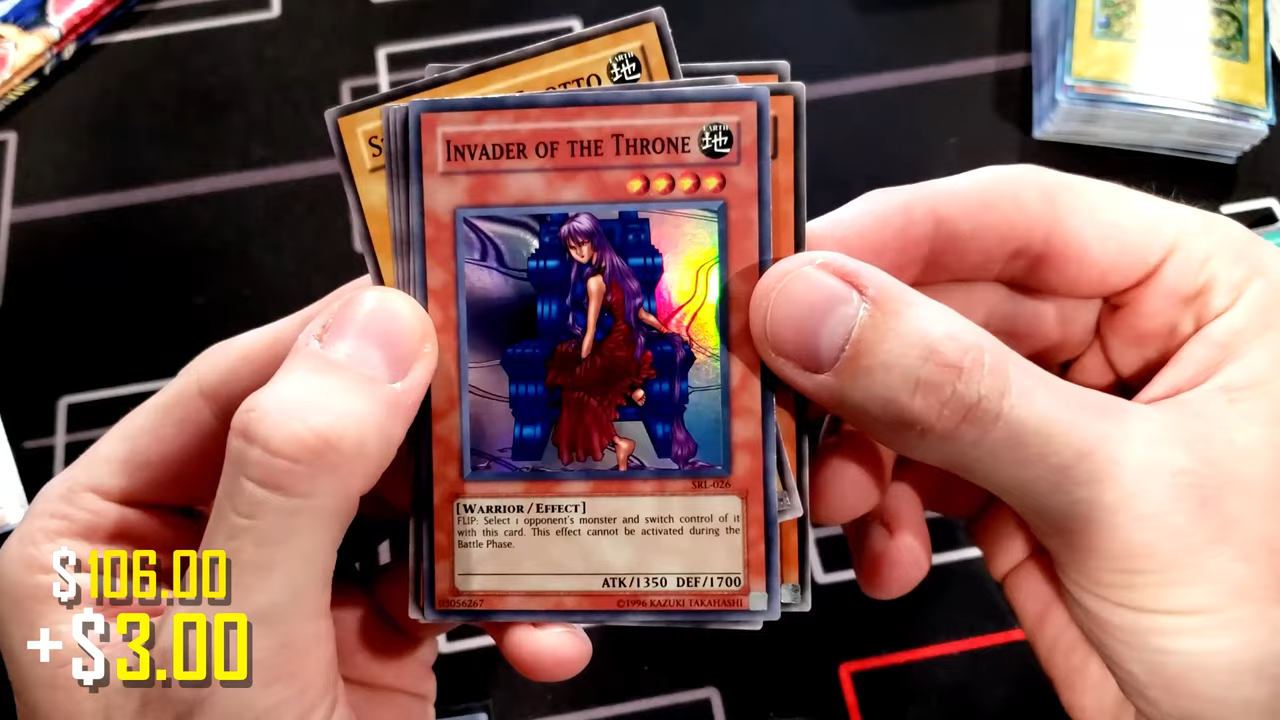 EARTH
地
INVADER OF THE THRONE
EARTH
地
SRL-026
[WARRIOR/EFFECT]
FLIP: Select 1 opponent's monster and switch control of it
with this card. This effect cannot be activated during the
Battle Phase.
ATK/1350 DEF/1700
©1996 KAZUKI TAKAHASHI
$106.00
+$3.00